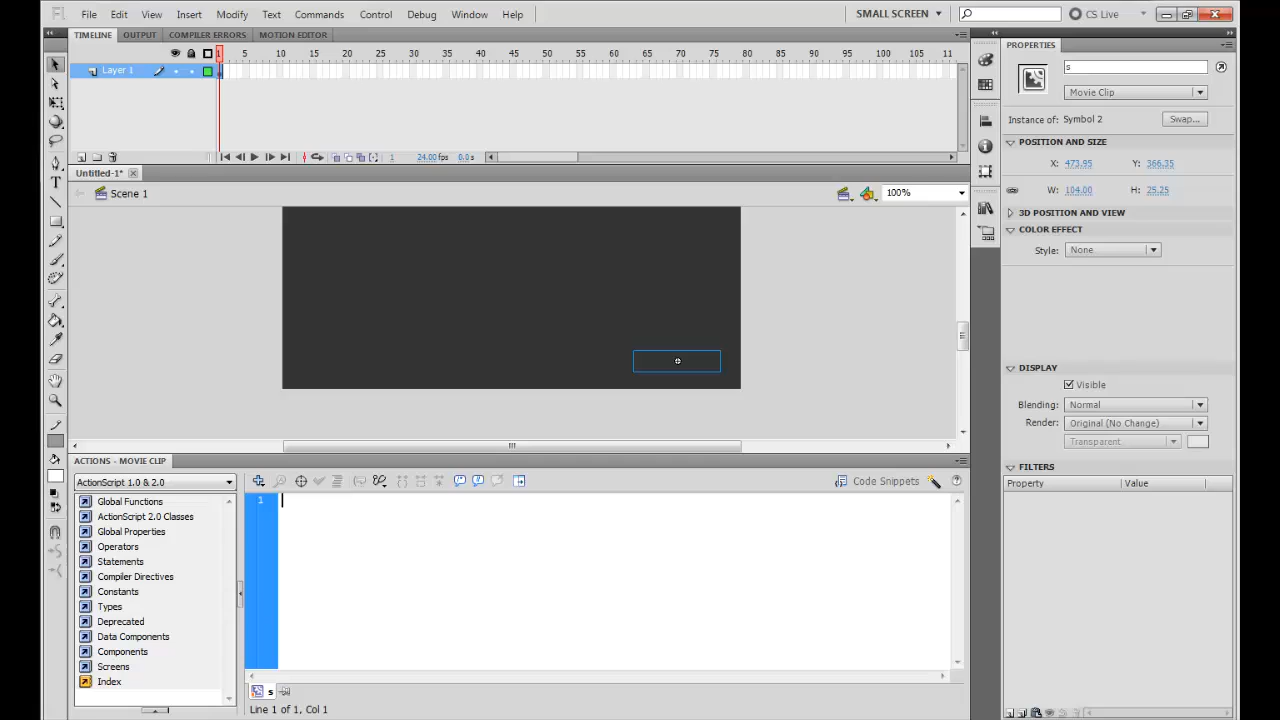 Fl File Edit View Insert Modify Text Commands Control Debug Window Help SMALL SCREEN CS Live
TIMELINE OUTPUT COMPILER ERRORS MOTION EDITOR
1 5 10 15 20 25 30 35 40 45 50 55 60 65 70 75 80 85 90 95 100 105 11
Layer 1
1 24.00 fps 0.0 s
Untitled-1*
Scene 1 100%
ACTIONS - MOVIE CLIP
ActionScript 1.0 & 2.0
Code Snippets
Global Functions
ActionScript 2.0 Classes
Global Properties
Operators
Statements
Compiler Directives
Constants
Types
Deprecated
Data Components
Components
Screens
Index
1
s
Line 1 of 1, Col 1
PROPERTIES
s
Movie Clip
Instance of: Symbol 2 Swap...
POSITION AND SIZE
X: 473.95 Y: 366.35
W: 104.00 H: 25.25
3D POSITION AND VIEW
COLOR EFFECT
Style: None
DISPLAY
Visible
Blending: Normal
Render: Original (No Change)
Transparent
FILTERS
Property Value